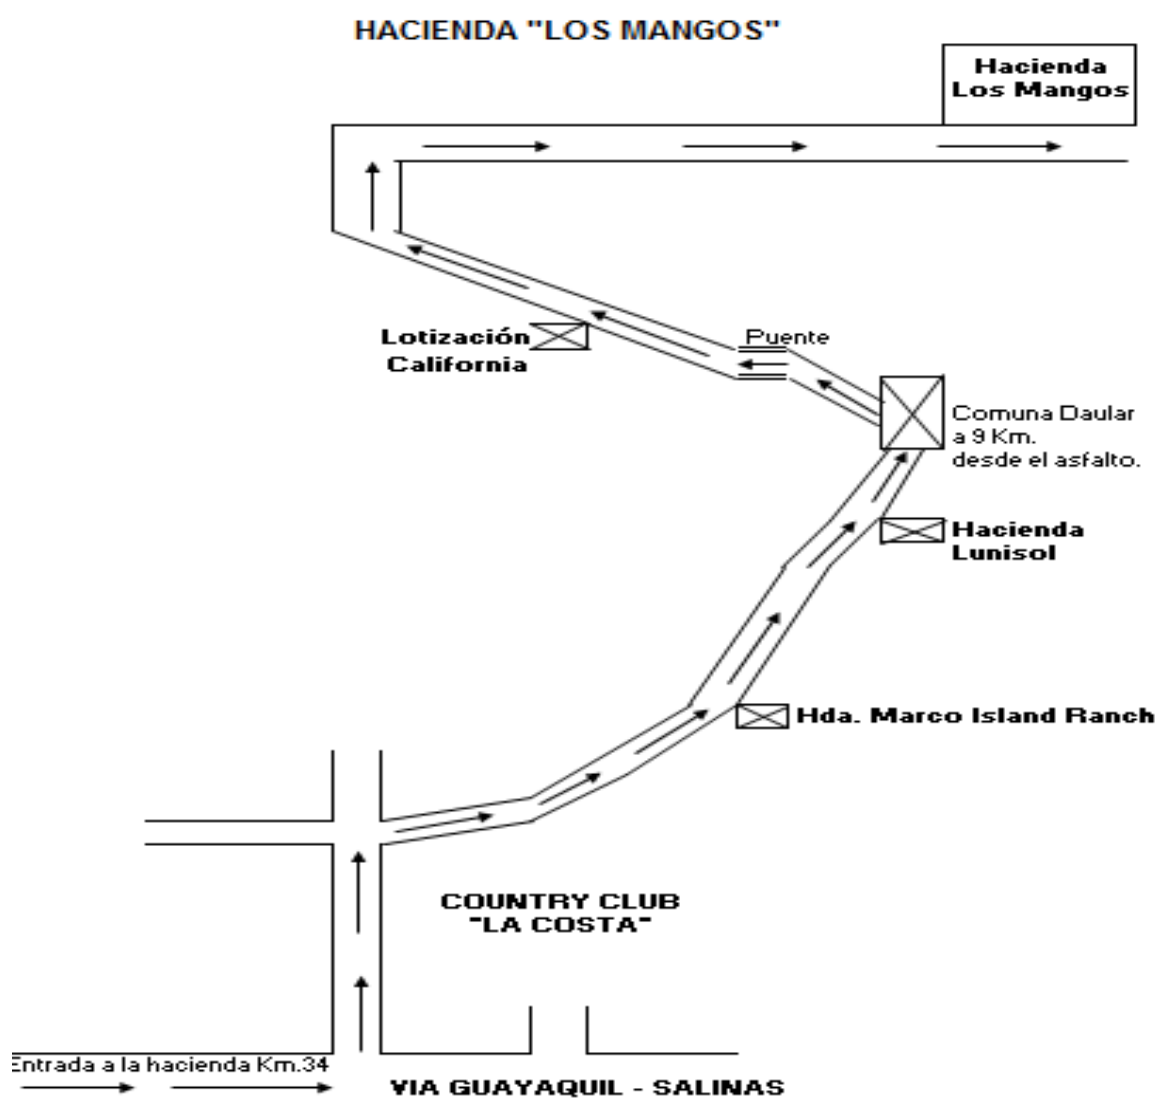 HACIENDA "LOS MANGOS"
Hacienda
Los Mangos
Puente
Lotización
California
Comuna Daular
a 9 Km.
desde el asfalto.
Hacienda
Lunisol
Hda. Marco Island Ranch
COUNTRY CLUB
"LA COSTA"
Entrada a la hacienda Km.34
VIA GUAYAQUIL - SALINAS